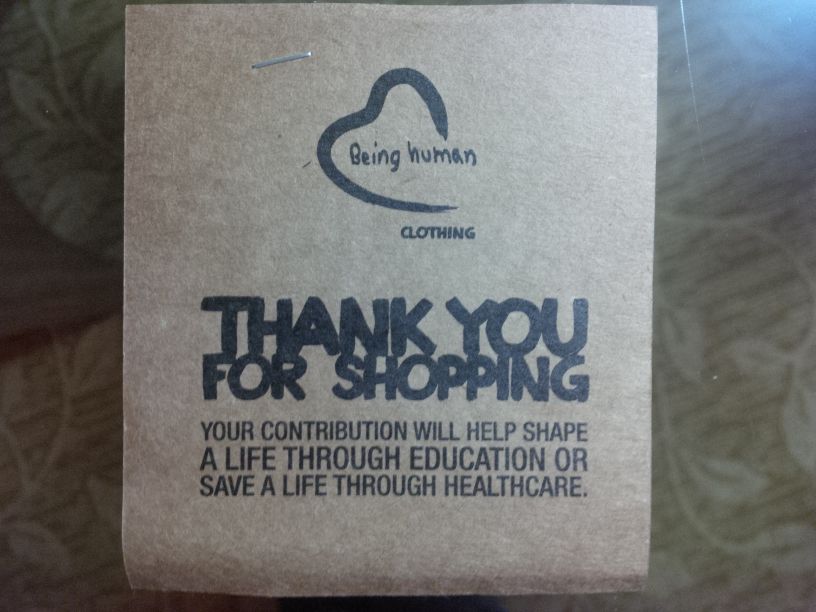 Being human
CLOTHING
THANK YOU
FOR SHOPPING
YOUR CONTRIBUTION WILL HELP SHAPE
A LIFE THROUGH EDUCATION OR
SAVE A LIFE THROUGH HEALTHCARE.